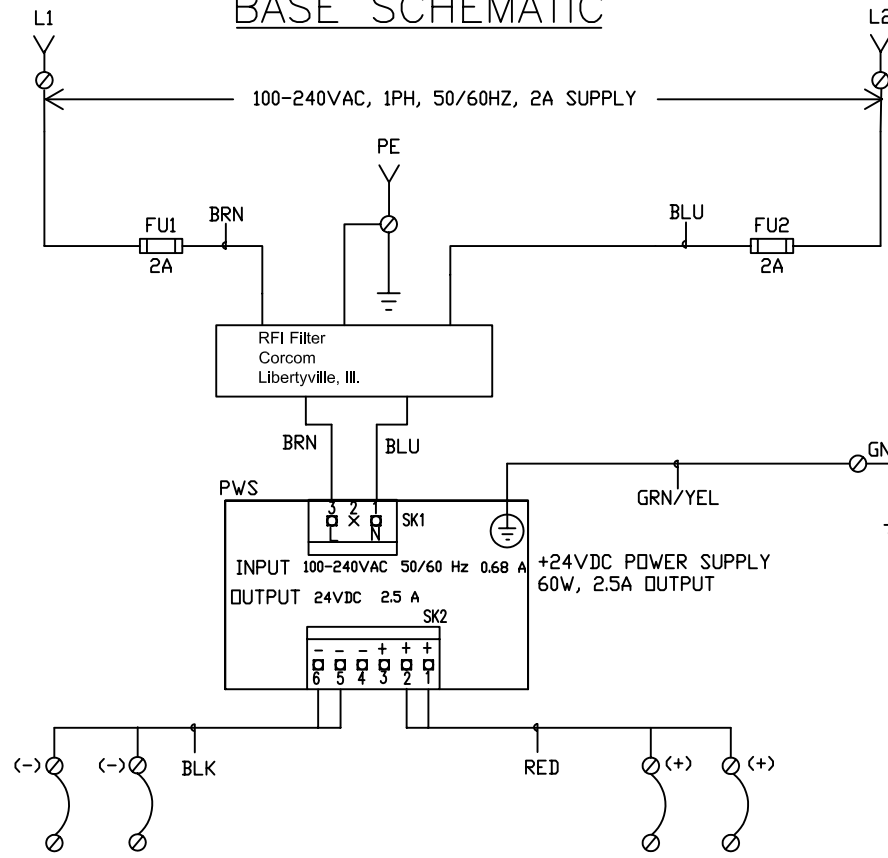 BASE SCHEMATIC
L1
L2
100-240VAC, 1PH, 50/60HZ, 2A SUPPLY
PE
FU1
BRN
BLU
FU2
2A
2A
RFI Filter
Corcom
Libertyville, Ill.
BRN
BLU
GN
GRN/YEL
PWS
3 2 1
SK1
L N
INPUT 100-240VAC 50/60 Hz 0.68 A
+24VDC POWER SUPPLY
60W, 2.5A OUTPUT
OUTPUT 24VDC 2.5 A
SK2
- - - + + +
6 5 4 3 2 1
(-) (-) BLK RED (+) (+)